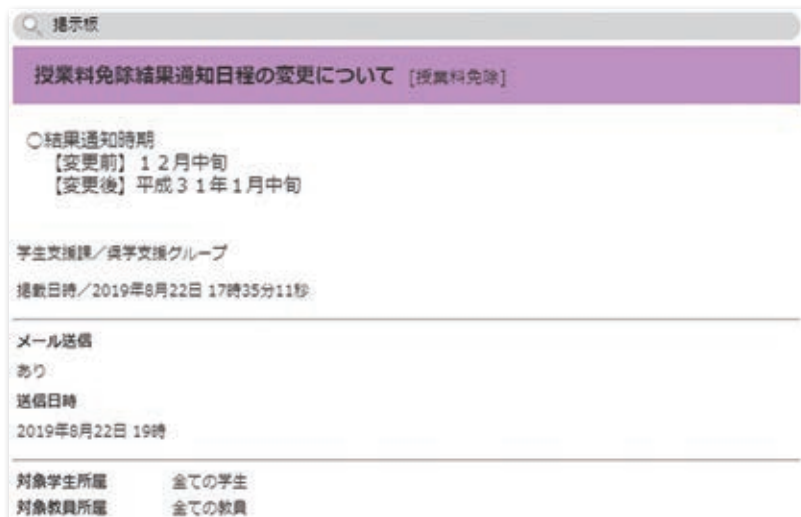 掲示板
授業料免除結果通知日程の変更について [授業料免除]
○結果通知時期
【変更前】12月中旬
【変更後】平成31年1月中旬
学生支援課/奨学支援グループ
掲載日時/2019年8月22日 17時35分11秒
メール送信
あり
送信日時
2019年8月22日 19時
対象学生所属 全ての学生
対象教員所属 全ての教員